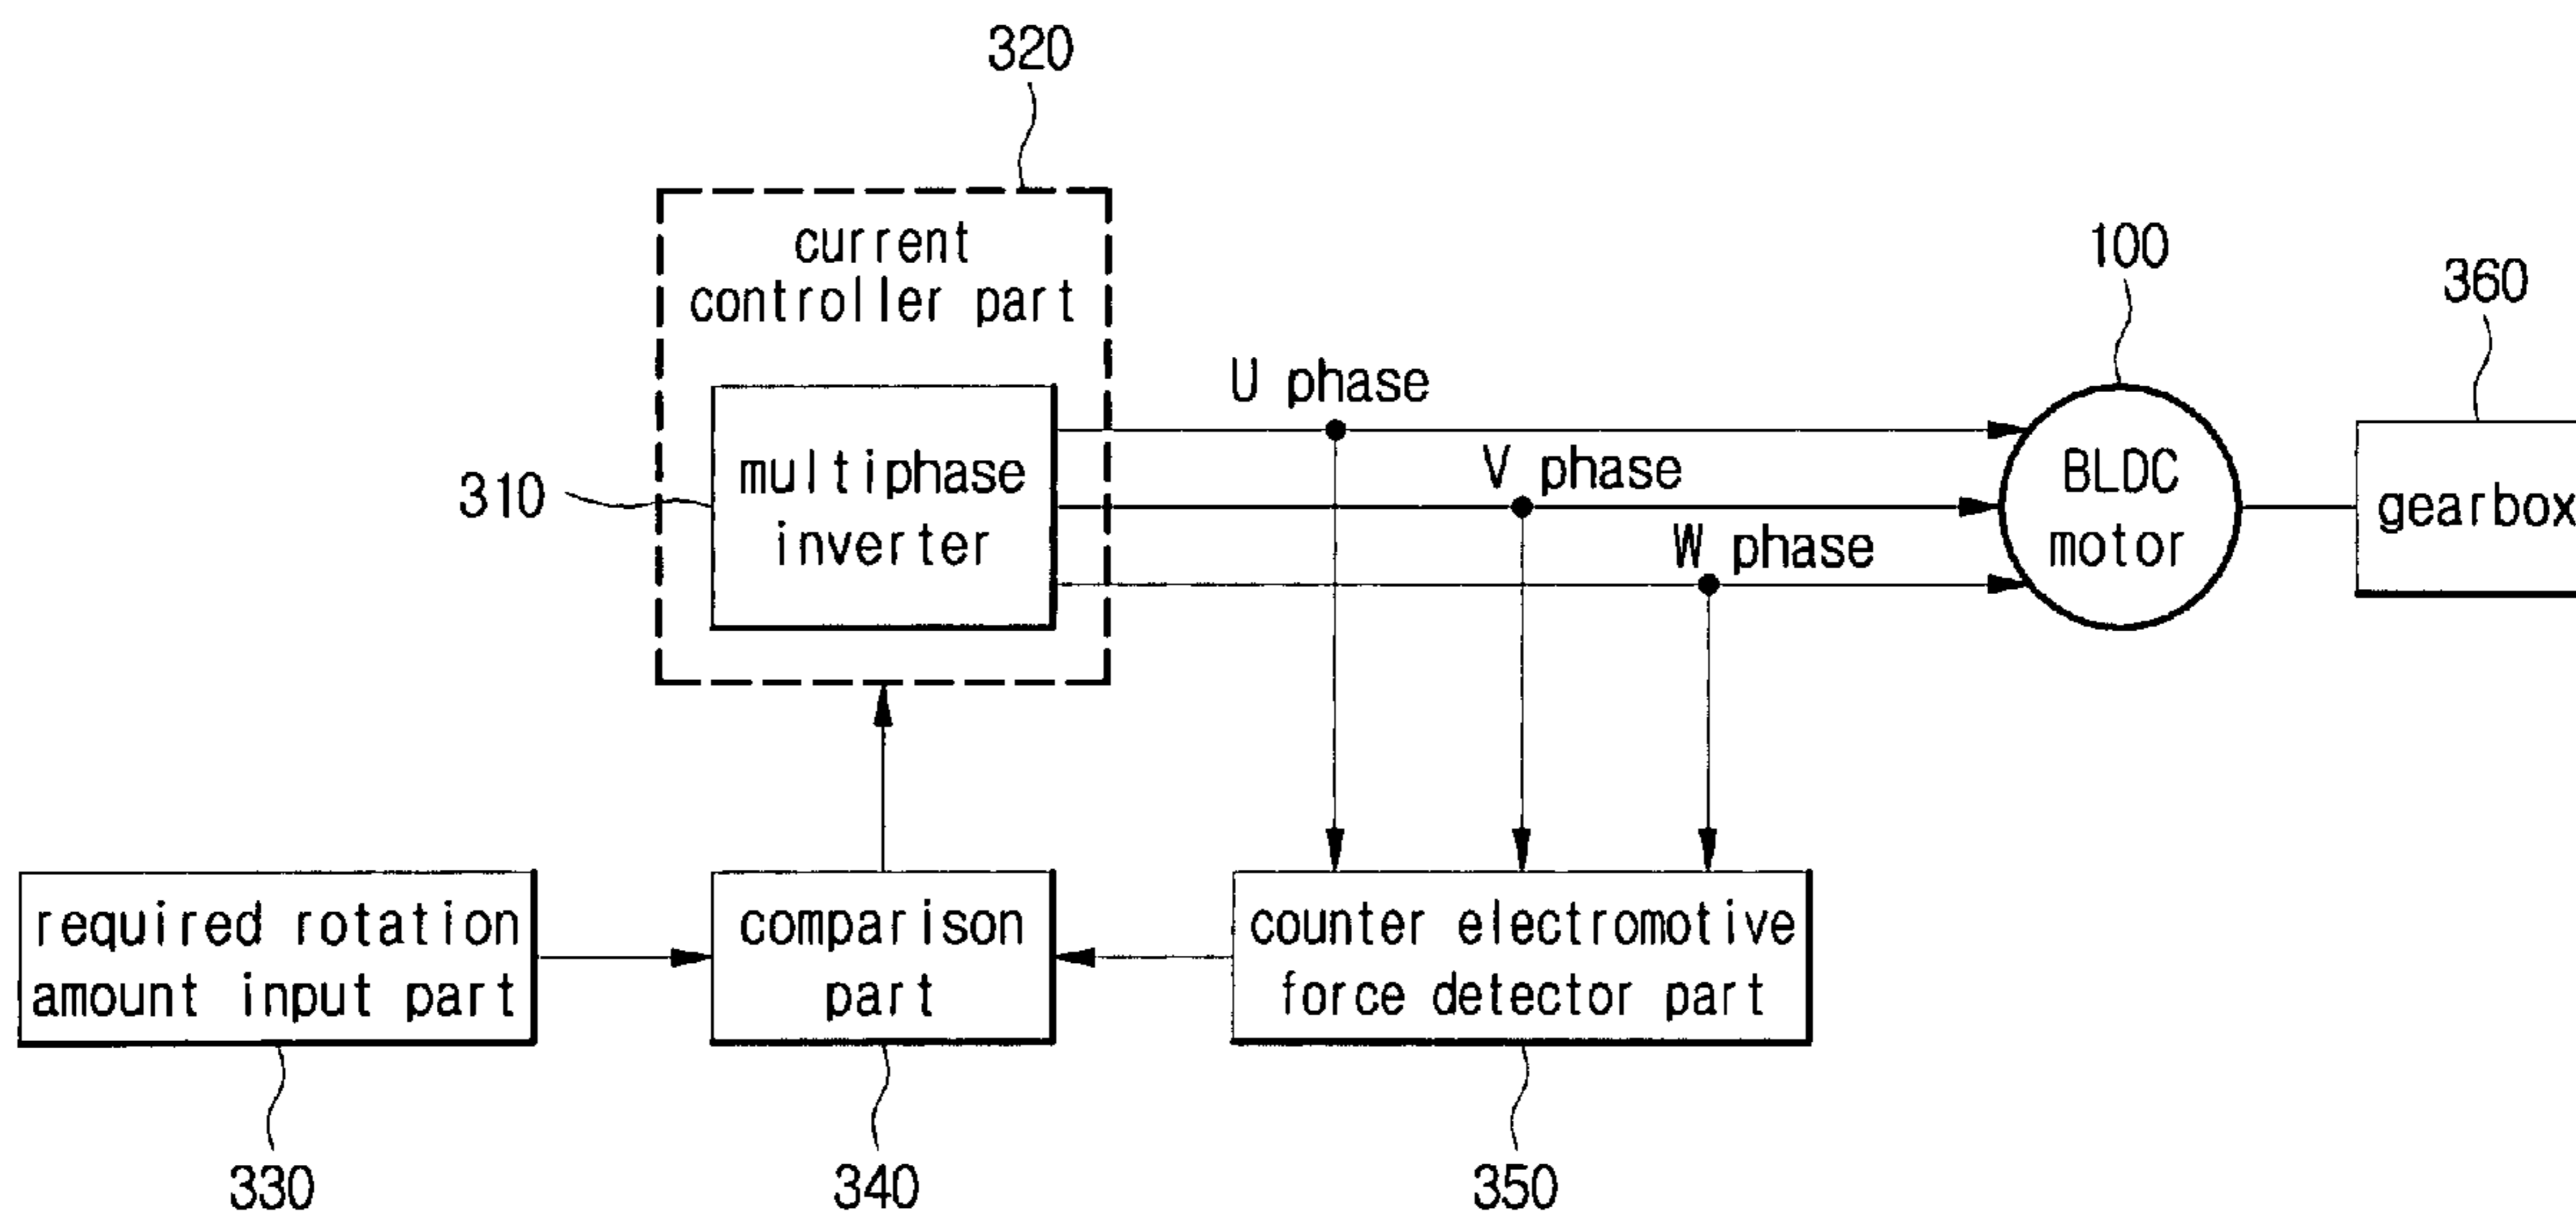 320
current
controller part
100
360
U phase
V phase
W phase
310
multiphase
inverter
BLDC
motor
gearbox
required rotation
amount input part
comparison
part
counter electromotive
force detector part
330
340
350